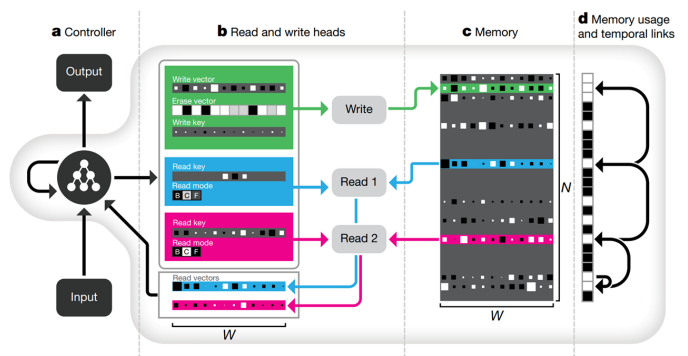 a Controller
b Read and write heads
c Memory
d Memory usage
and temporal links
Output
Input
Write vector
Erase vector
Write key
Read key
Read mode
B C F
Read key
Read mode
B C F
Read vectors
W
Write
Read 1
Read 2
N
W